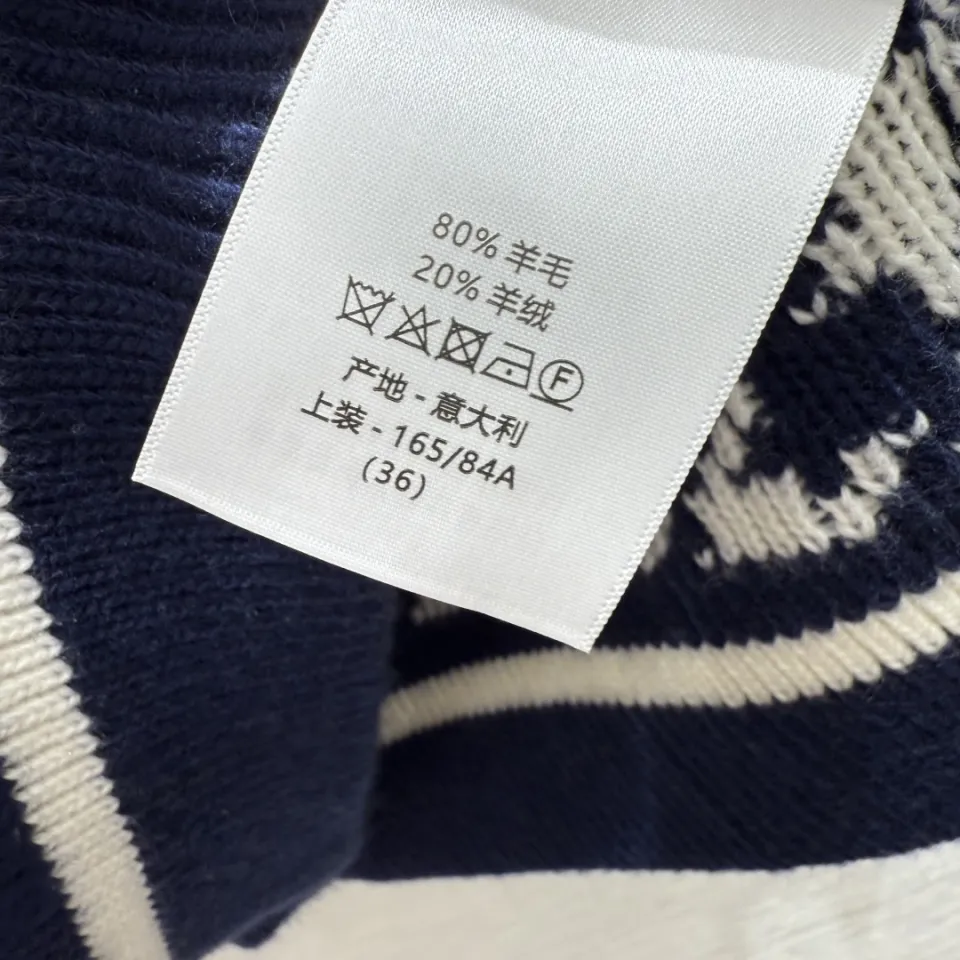 80% 羊毛
20% 羊绒
F
产地 - 意大利
上装 - 165/84A
(36)